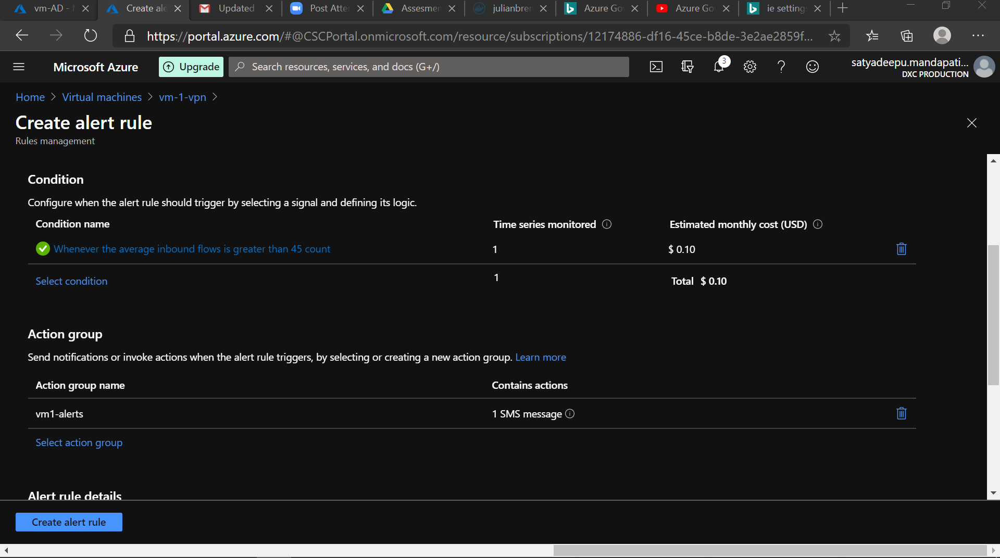 vm-AD -
Create ale
Updated
Post Atter
Assesmen
julianbren
Azure Go
Azure Go
ie setting
https://portal.azure.com/#@CSCPortal.onmicrosoft.com/resource/subscriptions/12174886-df16-45ce-b8de-3e2ae2859f...
Microsoft Azure
Upgrade
Search resources, services, and docs (G+/)
3
satyadeepu.mandapati...
DXC PRODUCTION
Home > Virtual machines > vm-1-vpn >
Create alert rule
Rules management
Condition
Configure when the alert rule should trigger by selecting a signal and defining its logic.
Condition name Time series monitored Estimated monthly cost (USD)
Whenever the average inbound flows is greater than 45 count 1 $ 0.10
Select condition 1 Total $ 0.10
Action group
Send notifications or invoke actions when the alert rule triggers, by selecting or creating a new action group. Learn more
Action group name Contains actions
vm1-alerts 1 SMS message
Select action group
Alert rule details
Create alert rule